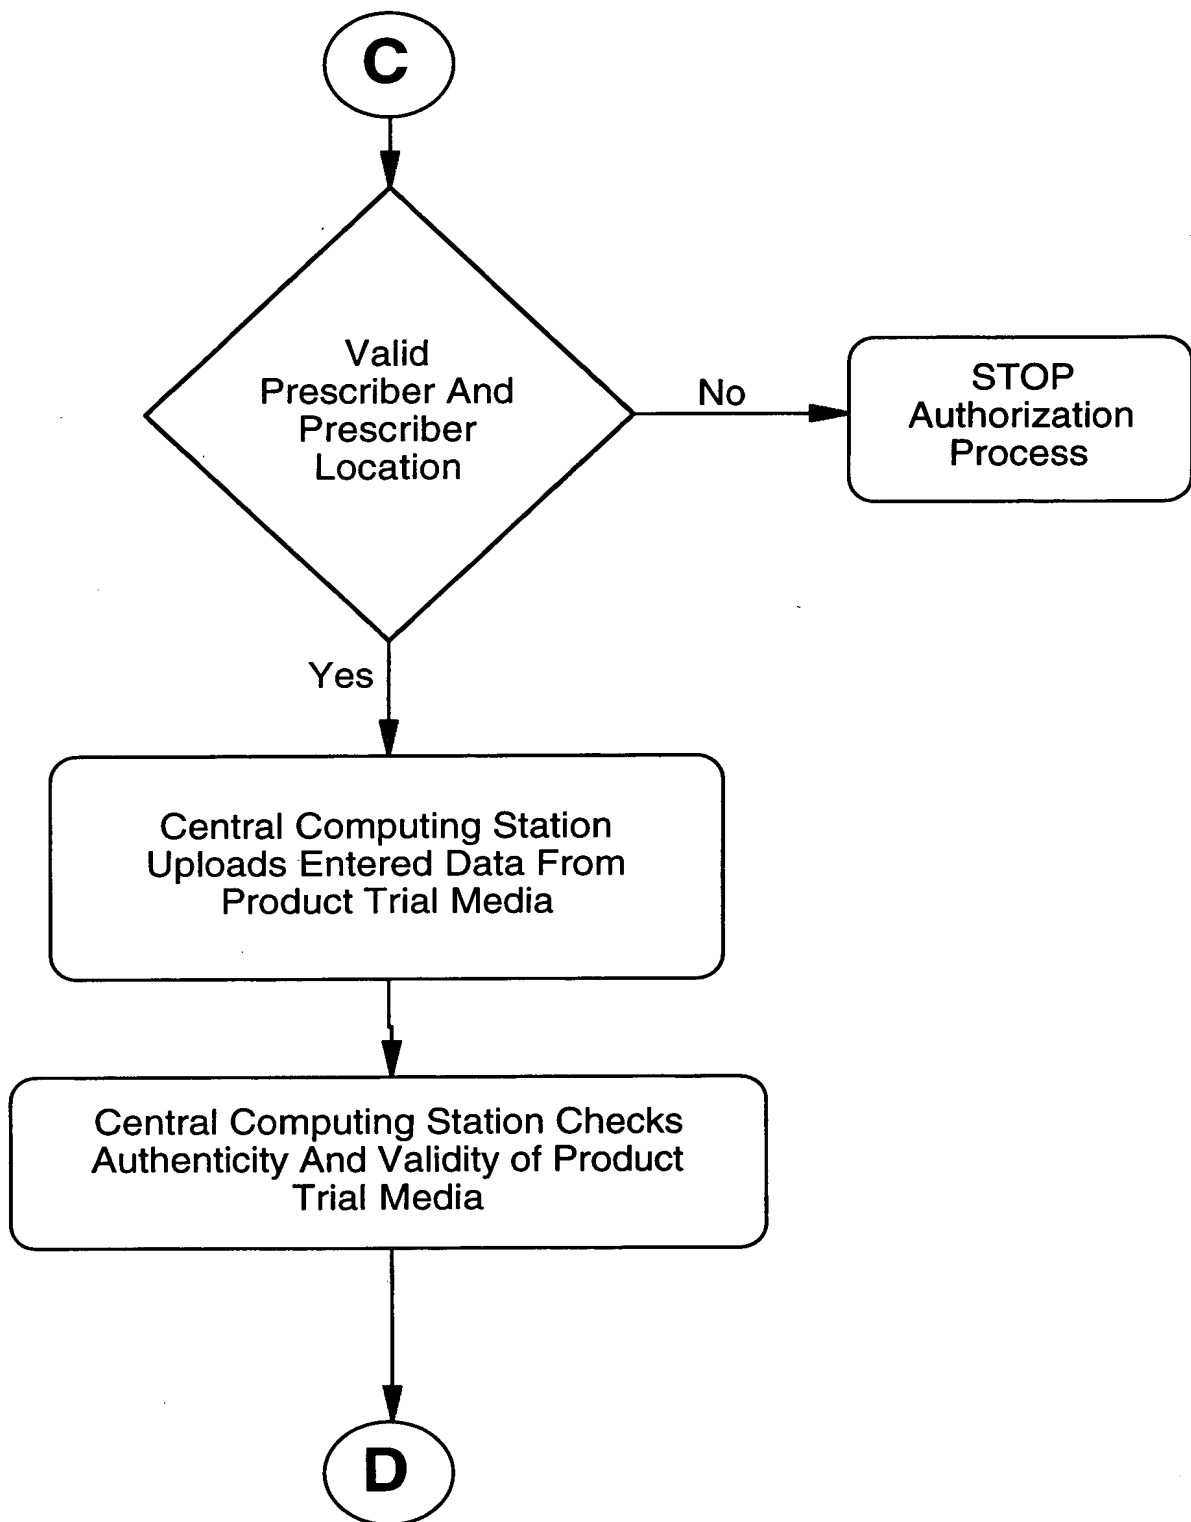 C
Valid
Prescriber And
Prescriber
Location
No
STOP
Authorization
Process
Yes
Central Computing Station
Uploads Entered Data From
Product Trial Media
Central Computing Station Checks
Authenticity And Validity of Product
Trial Media
D